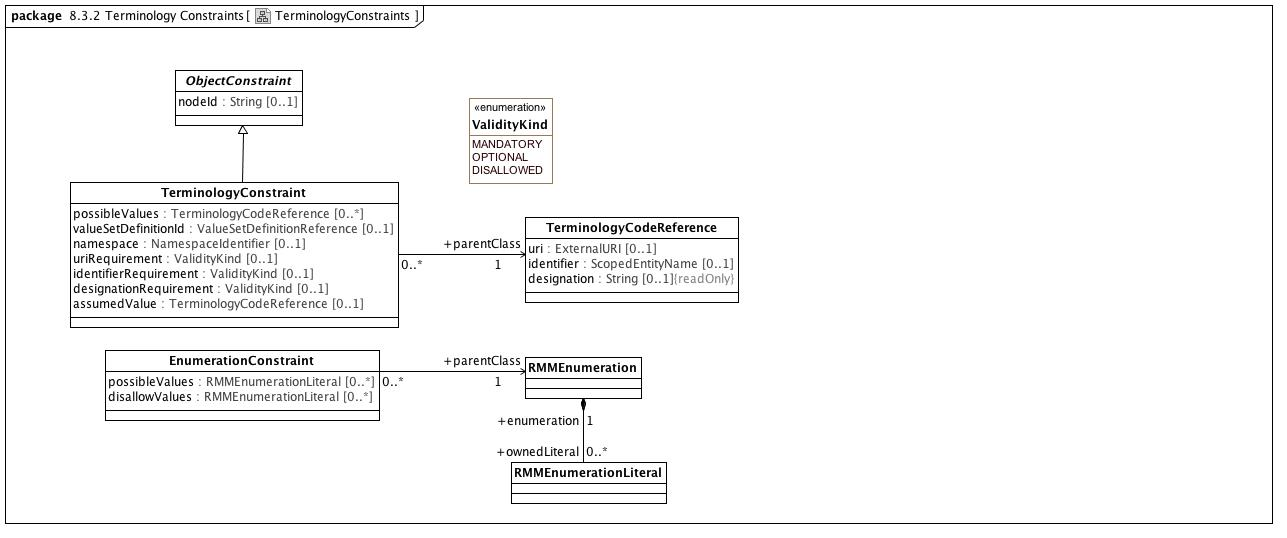 package 8.3.2 Terminology Constraints[ TerminologyConstraints ]
ObjectConstraint
nodeId : String [0..1]
«enumeration»
ValidityKind
MANDATORY
OPTIONAL
DISALLOWED
TerminologyConstraint
possibleValues : TerminologyCodeReference [0..*]
valueSetDefinitionId : ValueSetDefinitionReference [0..1]
namespace : NamespaceIdentifier [0..1]
uriRequirement : ValidityKind [0..1]
identifierRequirement : ValidityKind [0..1]
designationRequirement : ValidityKind [0..1]
assumedValue : TerminologyCodeReference [0..1]
+parentClass
0..*
1
TerminologyCodeReference
uri : ExternalURI [0..1]
identifier : ScopedEntityName [0..1]
designation : String [0..1]{readOnly}
EnumerationConstraint
possibleValues : RMMEnumerationLiteral [0..*]
disallowValues : RMMEnumerationLiteral [0..*]
+parentClass
0..*
1
RMMEnumeration
+enumeration 1
+ownedLiteral 0..*
RMMEnumerationLiteral